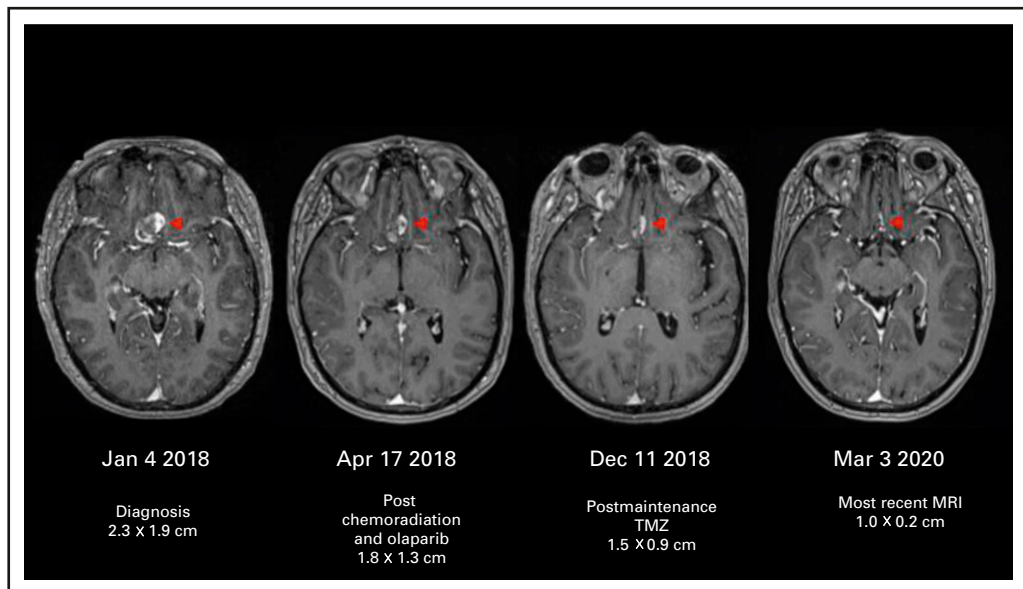 Jan 4 2018
Diagnosis
2.3 x 1.9 cm
Apr 17 2018
Post
chemoradiation
and olaparib
1.8 x 1.3 cm
Dec 11 2018
Postmaintenance
TMZ
1.5 x 0.9 cm
Mar 3 2020
Most recent MRI
1.0 x 0.2 cm